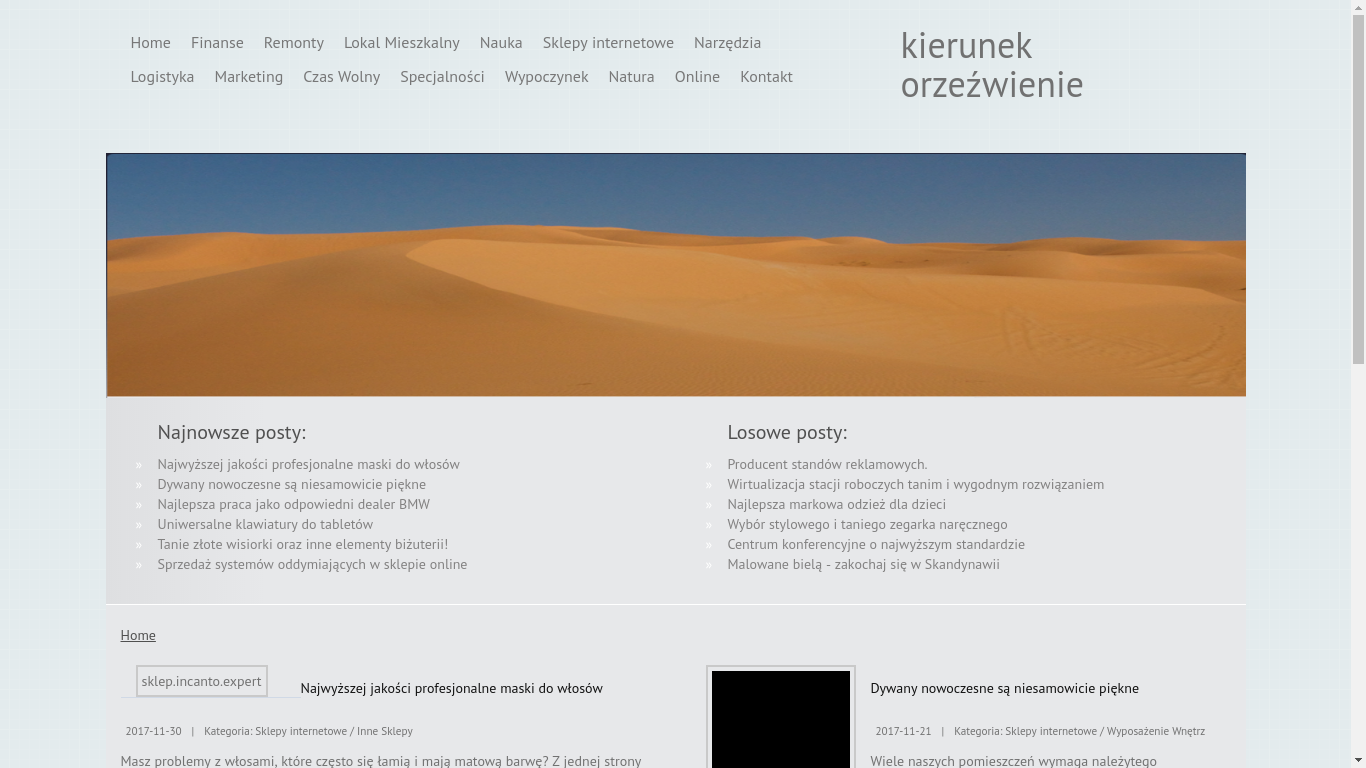 Home Finanse Remonty Lokal Mieszkalny Nauka Sklepy internetowe Narzędzia
Logistyka Marketing Czas Wolny Specjalności Wypoczynek Natura Online Kontakt
kierunek
orzeźwienie
Najnowsze posty:
» Najwyższej jakości profesjonalne maski do włosów
» Dywany nowoczesne są niesamowicie piękne
» Najlepsza praca jako odpowiedni dealer BMW
» Uniwersalne klawiatury do tabletów
» Tanie złote wisiorki oraz inne elementy biżuterii!
» Sprzedaż systemów oddymiających w sklepie online
Losowe posty:
» Producent standów reklamowych.
» Wirtualizacja stacji roboczych tanim i wygodnym rozwiązaniem
» Najlepsza markowa odzież dla dzieci
» Wybór stylowego i taniego zegarka naręcznego
» Centrum konferencyjne o najwyższym standardzie
» Malowane bielą - zakochaj się w Skandynawii
Home
sklep.incanto.expert
Najwyższej jakości profesjonalne maski do włosów
2017-11-30 | Kategoria: Sklepy internetowe / Inne Sklepy
Masz problemy z włosami, które często się łamią i mają matową barwę? Z jednej strony
Dywany nowoczesne są niesamowicie piękne
2017-11-21 | Kategoria: Sklepy internetowe / Wyposażenie Wnętrz
Wiele naszych pomieszczeń wymaga należytego